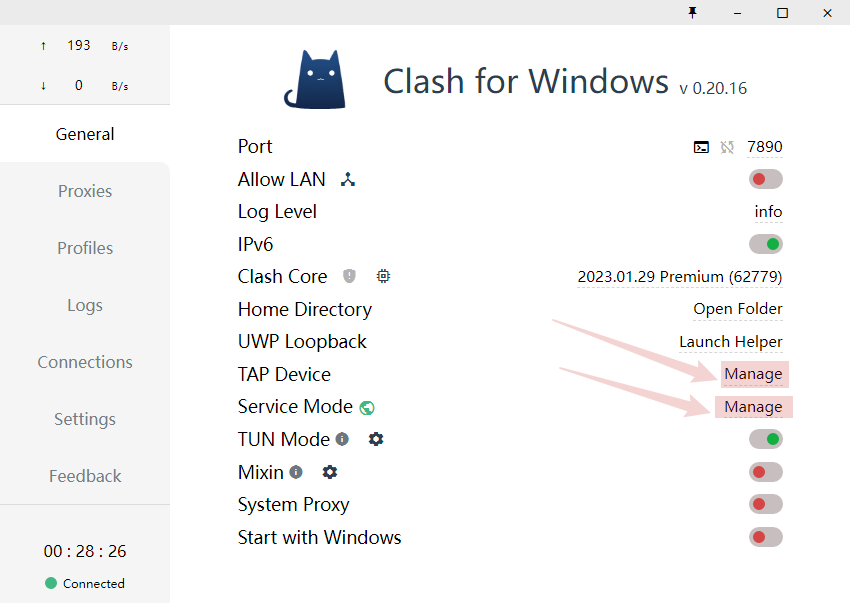 ↑ 193 B/s
↓ 0 B/s
General
Proxies
Profiles
Logs
Connections
Settings
Feedback
00 : 28 : 26
Connected
Clash for Windows v 0.20.16
Port 7890
Allow LAN
Log Level info
IPv6
Clash Core 2023.01.29 Premium (62779)
Home Directory Open Folder
UWP Loopback Launch Helper
TAP Device Manage
Service Mode Manage
TUN Mode
Mixin
System Proxy
Start with Windows